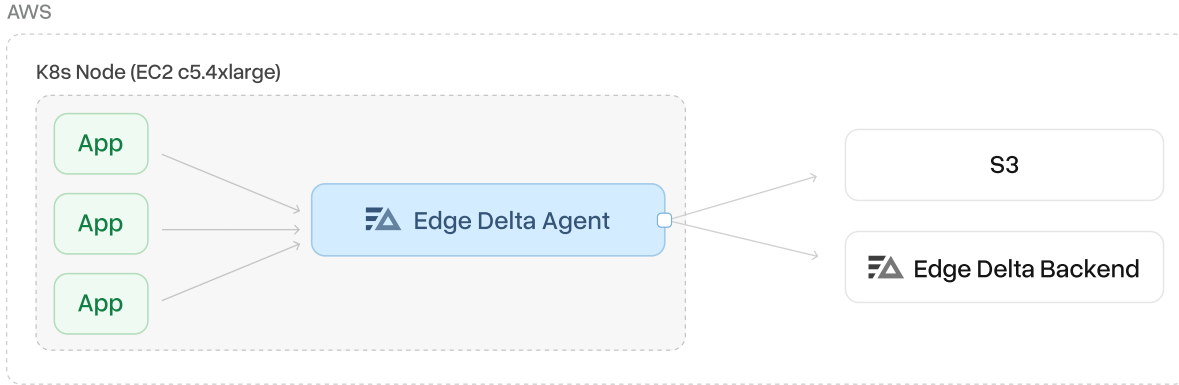 AWS
K8s Node (EC2 c5.4xlarge)
App
App
App
Edge Delta Agent
S3
Edge Delta Backend